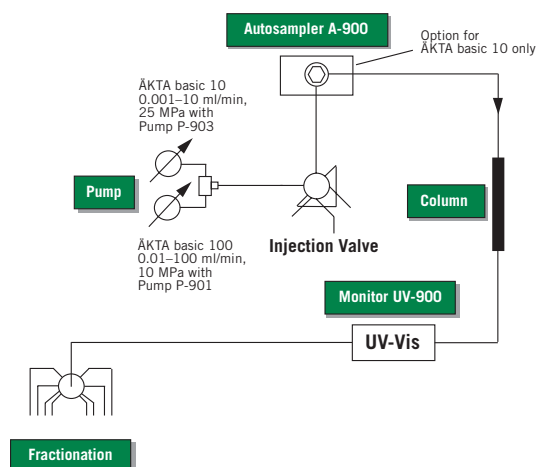 Autosampler A-900
Option for
ÄKTA basic 10 only
ÄKTA basic 10
0.001–10 ml/min,
25 MPa with
Pump P-903
Pump
Column
ÄKTA basic 100
0.01–100 ml/min,
10 MPa with
Pump P-901
Injection Valve
Monitor UV-900
UV-Vis
Fractionation